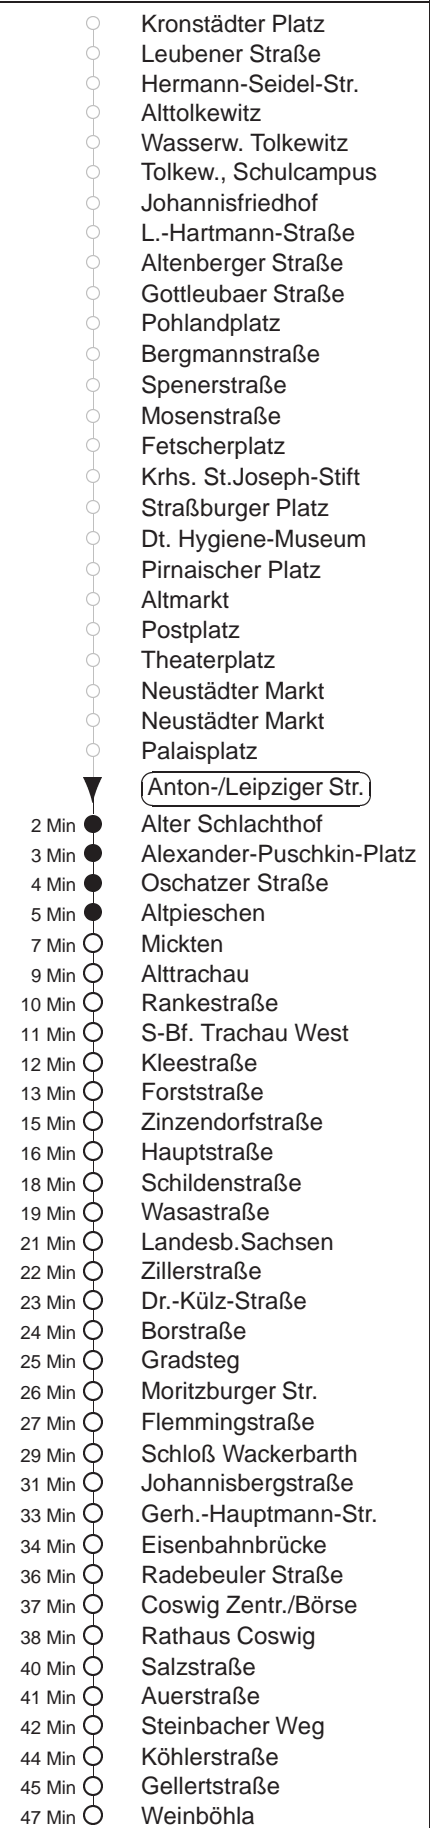 Kronstädter Platz
Leubener Straße
Hermann-Seidel-Str.
Alttolkewitz
Wasserw. Tolkewitz
Tolkew., Schulcampus
Johannisfriedhof
L.-Hartmann-Straße
Altenberger Straße
Gottleubaer Straße
Pohlandplatz
Bergmannstraße
Spenerstraße
Mosenstraße
Fetscherplatz
Krhs. St.Joseph-Stift
Straßburger Platz
Dt. Hygiene-Museum
Pirnaischer Platz
Altmarkt
Postplatz
Theaterplatz
Neustädter Markt
Neustädter Markt
Palaisplatz
Anton-/Leipziger Str.
2 Min Alter Schlachthof
3 Min Alexander-Puschkin-Platz
4 Min Oschatzer Straße
5 Min Altpieschen
7 Min Mickten
9 Min Alttrachau
10 Min Rankestraße
11 Min S-Bf. Trachau West
12 Min Kleestraße
13 Min Forststraße
15 Min Zinzendorfstraße
16 Min Hauptstraße
18 Min Schildenstraße
19 Min Wasastraße
21 Min Landesb.Sachsen
22 Min Zillerstraße
23 Min Dr.-Külz-Straße
24 Min Borstraße
25 Min Gradsteg
26 Min Moritzburger Str.
27 Min Flemmingstraße
29 Min Schloß Wackerbarth
31 Min Johannisbergstraße
33 Min Gerh.-Hauptmann-Str.
34 Min Eisenbahnbrücke
36 Min Radebeuler Straße
37 Min Coswig Zentr./Börse
38 Min Rathaus Coswig
40 Min Salzstraße
41 Min Auerstraße
42 Min Steinbacher Weg
44 Min Köhlerstraße
45 Min Gellertstraße
47 Min Weinböhla